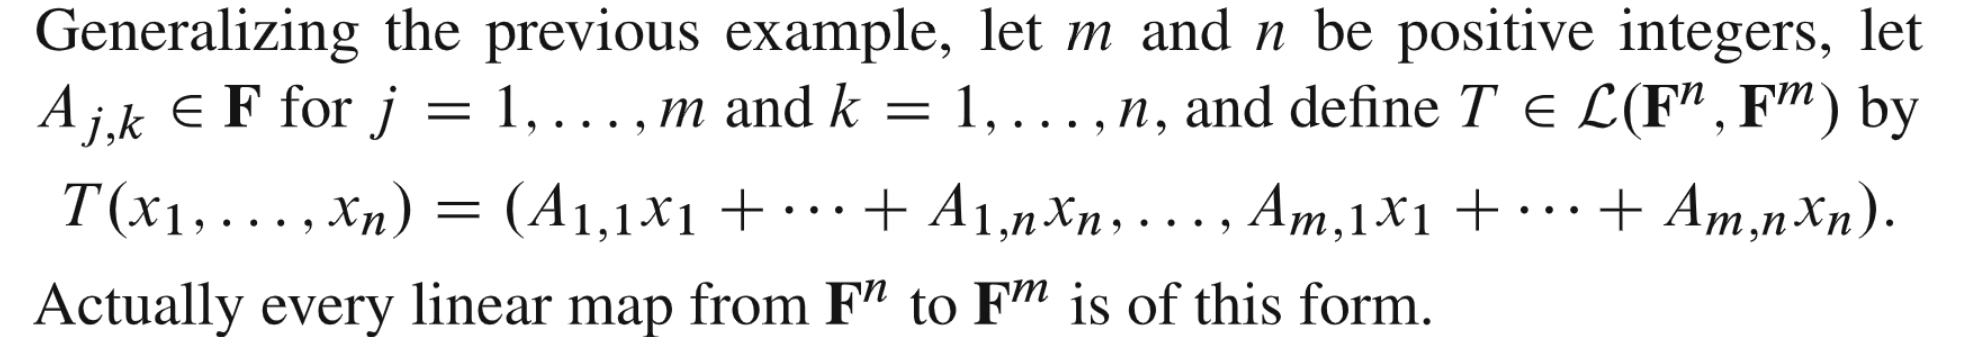 Generalizing the previous example, let m and n be positive integers, let
A_{j,k} ∈ F for j = 1, . . . , m and k = 1, . . . , n, and define T ∈ ℒ(F^n, F^m) by
T(x_1, . . . , x_n) = (A_{1,1}x_1 + ··· + A_{1,n}x_n, . . . , A_{m,1}x_1 + ··· + A_{m,n}x_n).
Actually every linear map from F^n to F^m is of this form.